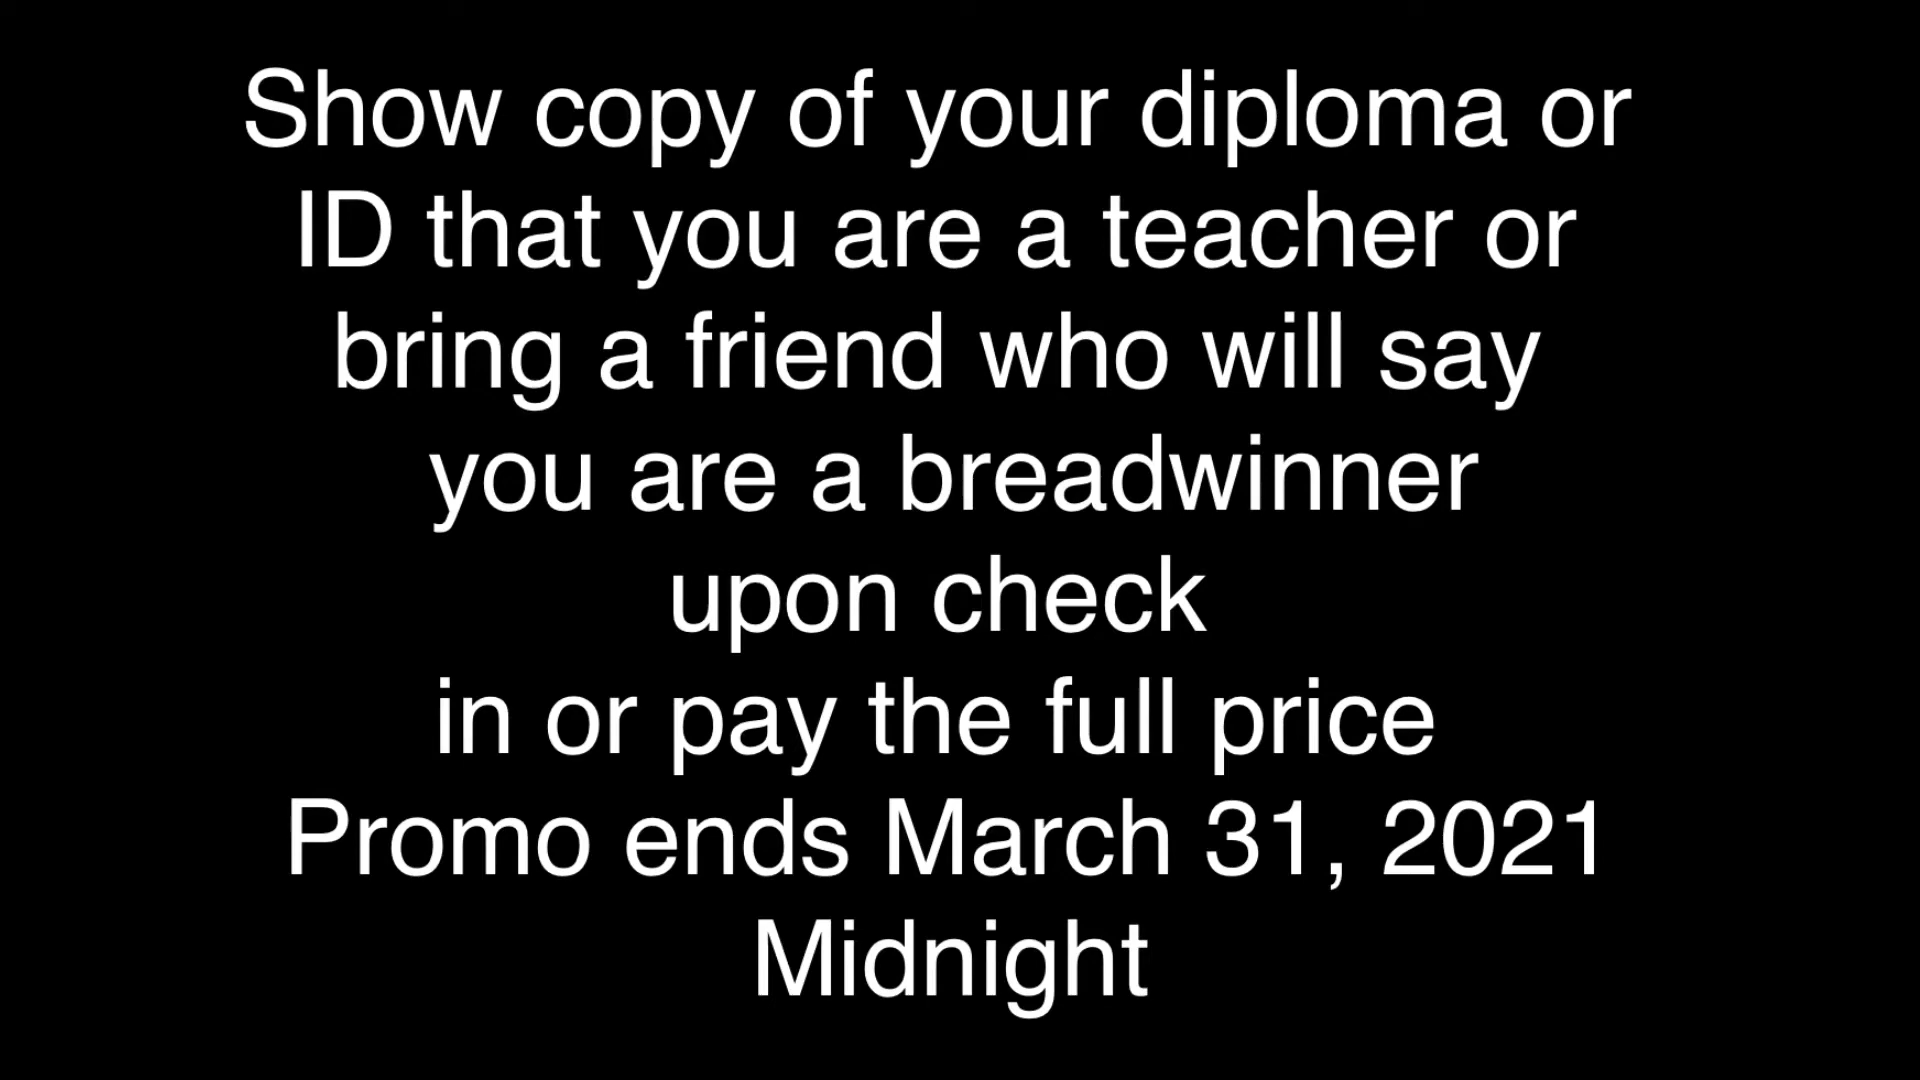 Show copy of your diploma or
ID that you are a teacher or
bring a friend who will say
you are a breadwinner
upon check
in or pay the full price
Promo ends March 31, 2021
Midnight